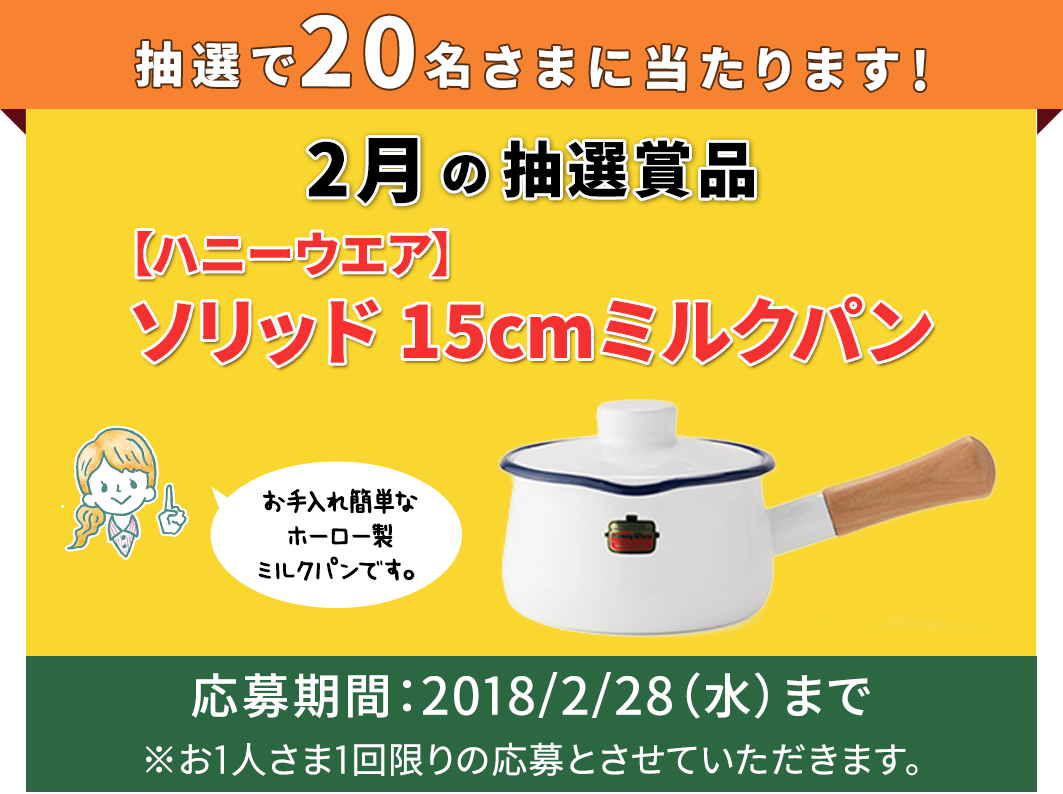 抽選で20名さまに当たります!
2月の抽選賞品
【ハニーウエア】
ソリッド 15cmミルクパン
お手入れ簡単な
ホーロー製
ミルクパンです。
応募期間：2018/2/28（水）まで
※お1人さま1回限りの応募とさせていただきます。